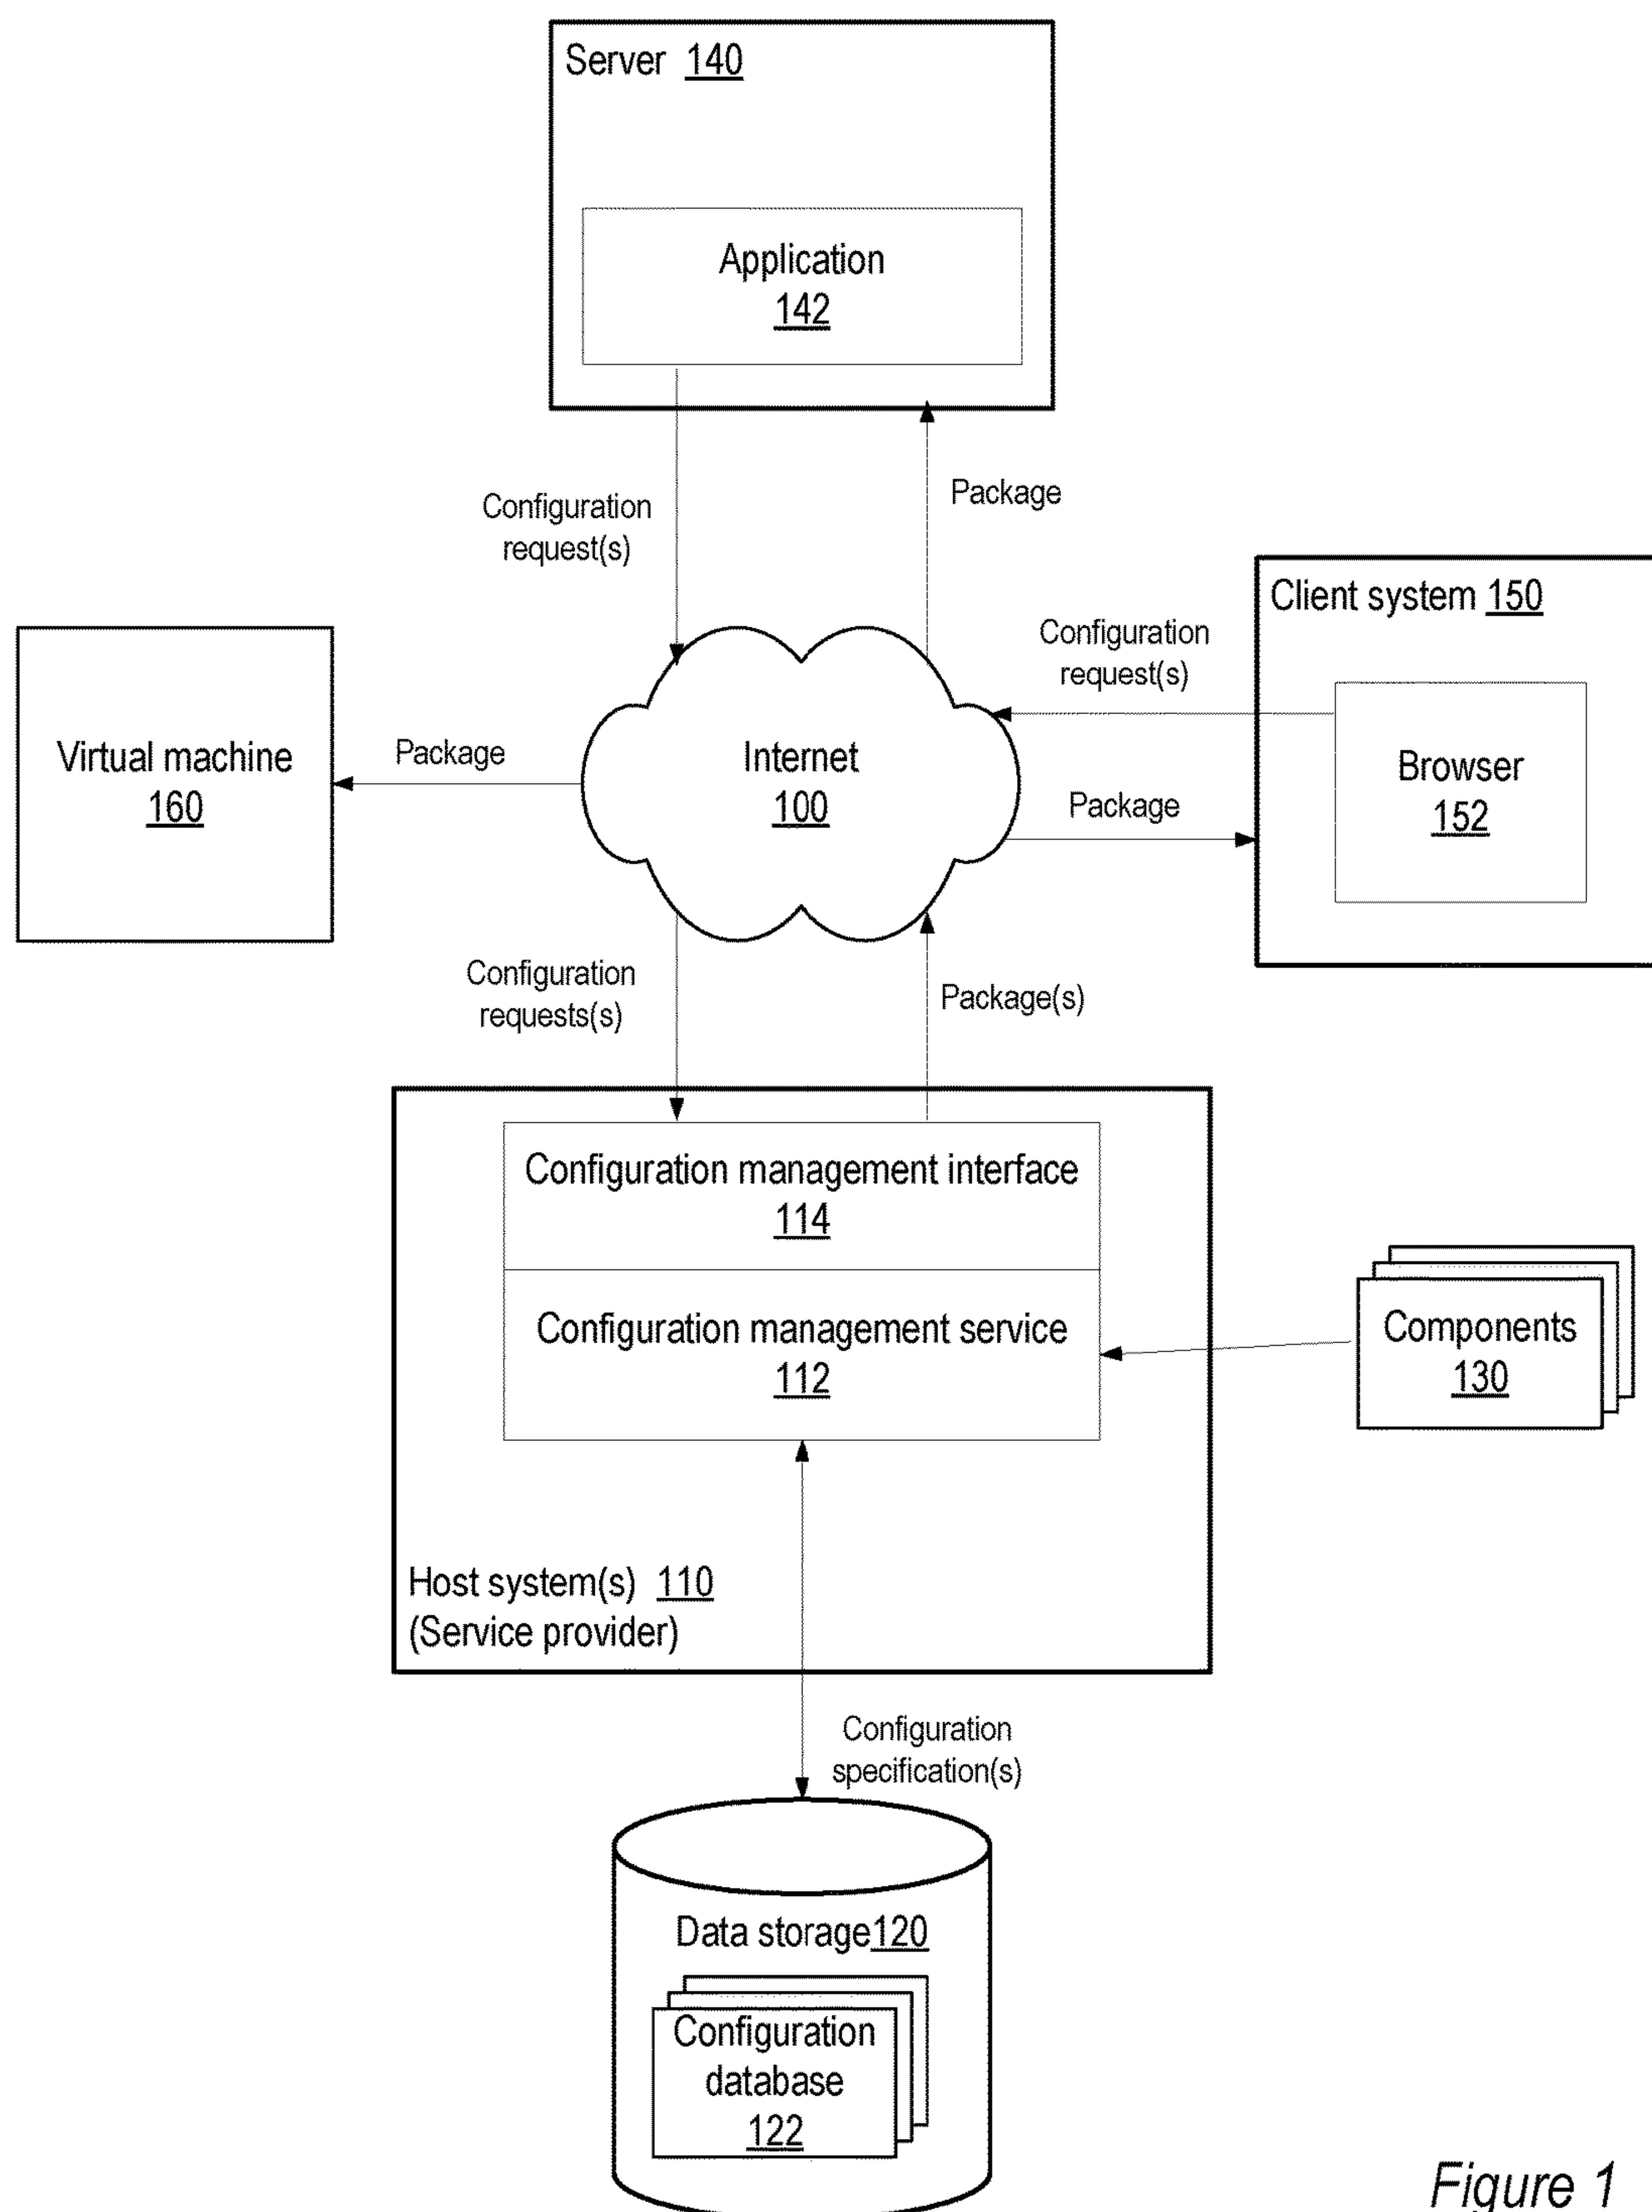 Server 140
Application
142
Configuration
request(s)
Package
Client system 150
Configuration
request(s)
Virtual machine
160
Package
Internet
100
Browser
152
Package
Configuration
requests(s)
Package(s)
Configuration management interface
114
Configuration management service
112
Components
130
Host system(s) 110
(Service provider)
Configuration
specification(s)
Data storage120
Configuration
database
122
Figure 1